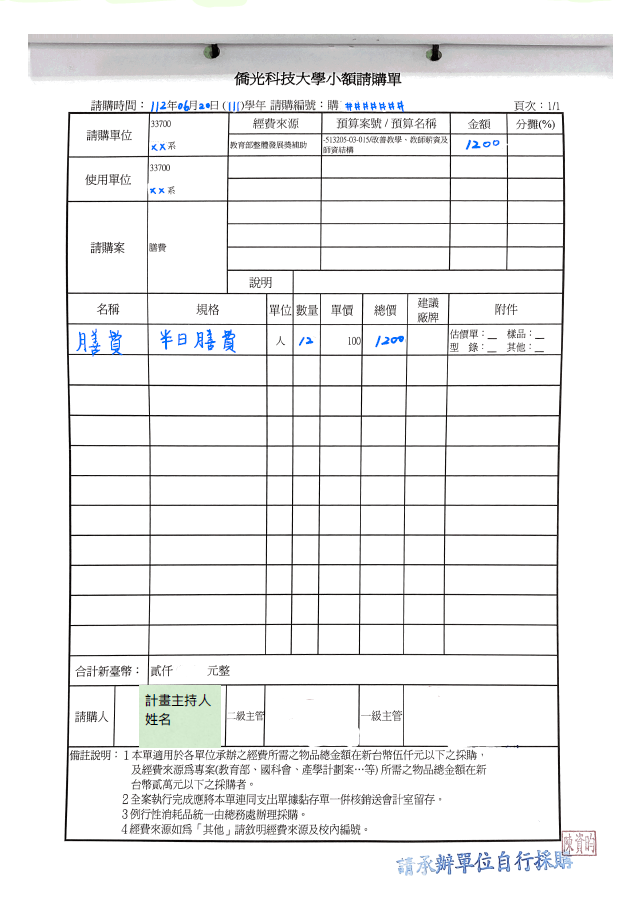 僑光科技大學小額請購單
請購時間：112年06月20日 (111)學年 請購編號：購 #######
頁次：1/1
請購單位 33700 ××系 經費來源 預算案號 / 預算名稱 金額 分攤(%)
教育部整體發展獎補助 -513205-03-015/改善教學、教師薪資及師資結構 1200
使用單位 33700 ××系
請購案 膳費
說明
名稱 規格 單位 數量 單價 總價 建議廠牌 附件
膳費 半日膳費 人 12 100 1200 估價單：__ 樣品：__
型 錄：__ 其他：__
合計新臺幣： 貳仟 元整
請購人 計畫主持人姓名 二級主管 一級主管
備註說明：1 本單適用於各單位承辦之經費所需之物品總金額在新台幣伍仟元以下之採購，
及經費來源為專案(教育部、國科會、產學計劃案…等) 所需之物品總金額在新
台幣貳萬元以下之採購者。
2 全案執行完成應將本單連同支出單據黏存單一併核銷送會計室留存。
3 例行性消耗品統一由總務處辦理採購。
4 經費來源如為「其他」請敘明經費來源及校內編號。
請承辦單位自行採購